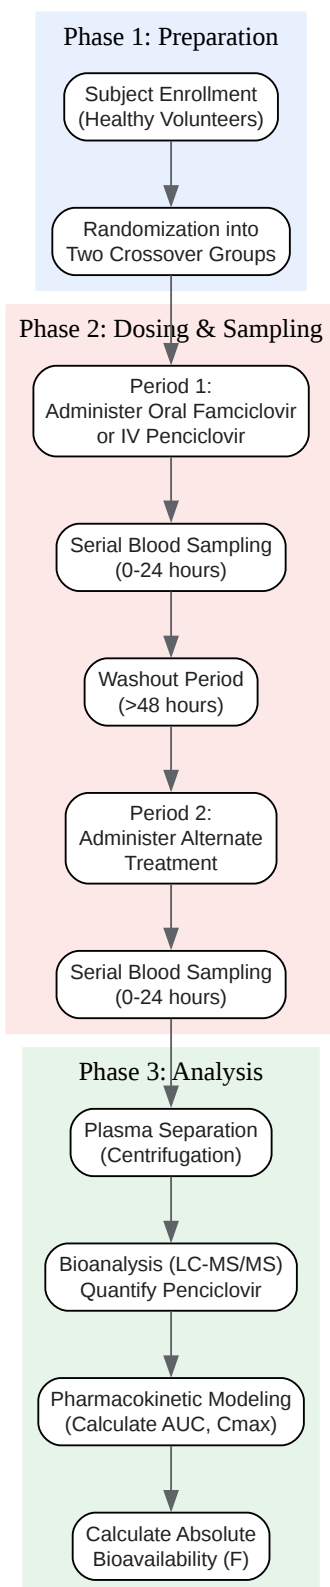 Phase 1: Preparation
Subject Enrollment
(Healthy Volunteers)
Randomization into
Two Crossover Groups
Phase 2: Dosing & Sampling
Period 1:
Administer Oral Famciclovir
or IV Penciclovir
Serial Blood Sampling
(0-24 hours)
Washout Period
(>48 hours)
Period 2:
Administer Alternate
Treatment
Serial Blood Sampling
(0-24 hours)
Phase 3: Analysis
Plasma Separation
(Centrifugation)
Bioanalysis (LC-MS/MS)
Quantify Penciclovir
Pharmacokinetic Modeling
(Calculate AUC, Cmax)
Calculate Absolute
Bioavailability (F)